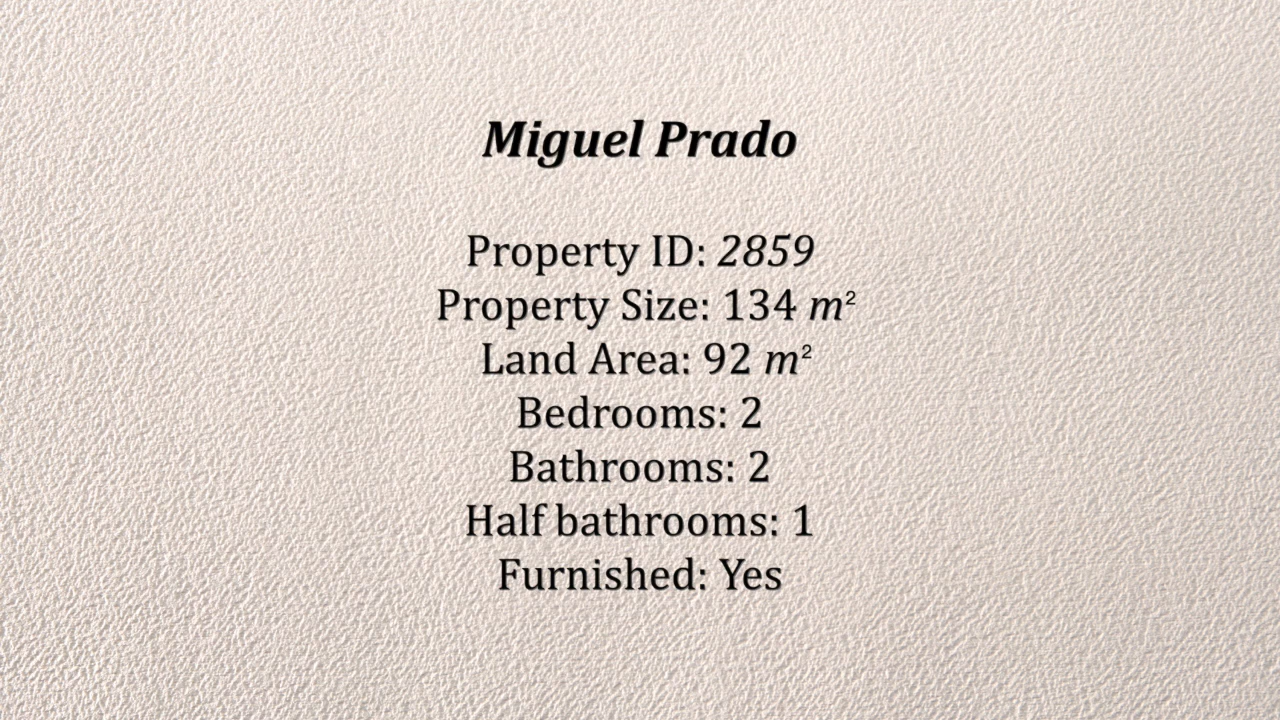 Miguel Prado
Property ID: 2859
Property Size: 134 m²
Land Area: 92 m²
Bedrooms: 2
Bathrooms: 2
Half bathrooms: 1
Furnished: Yes